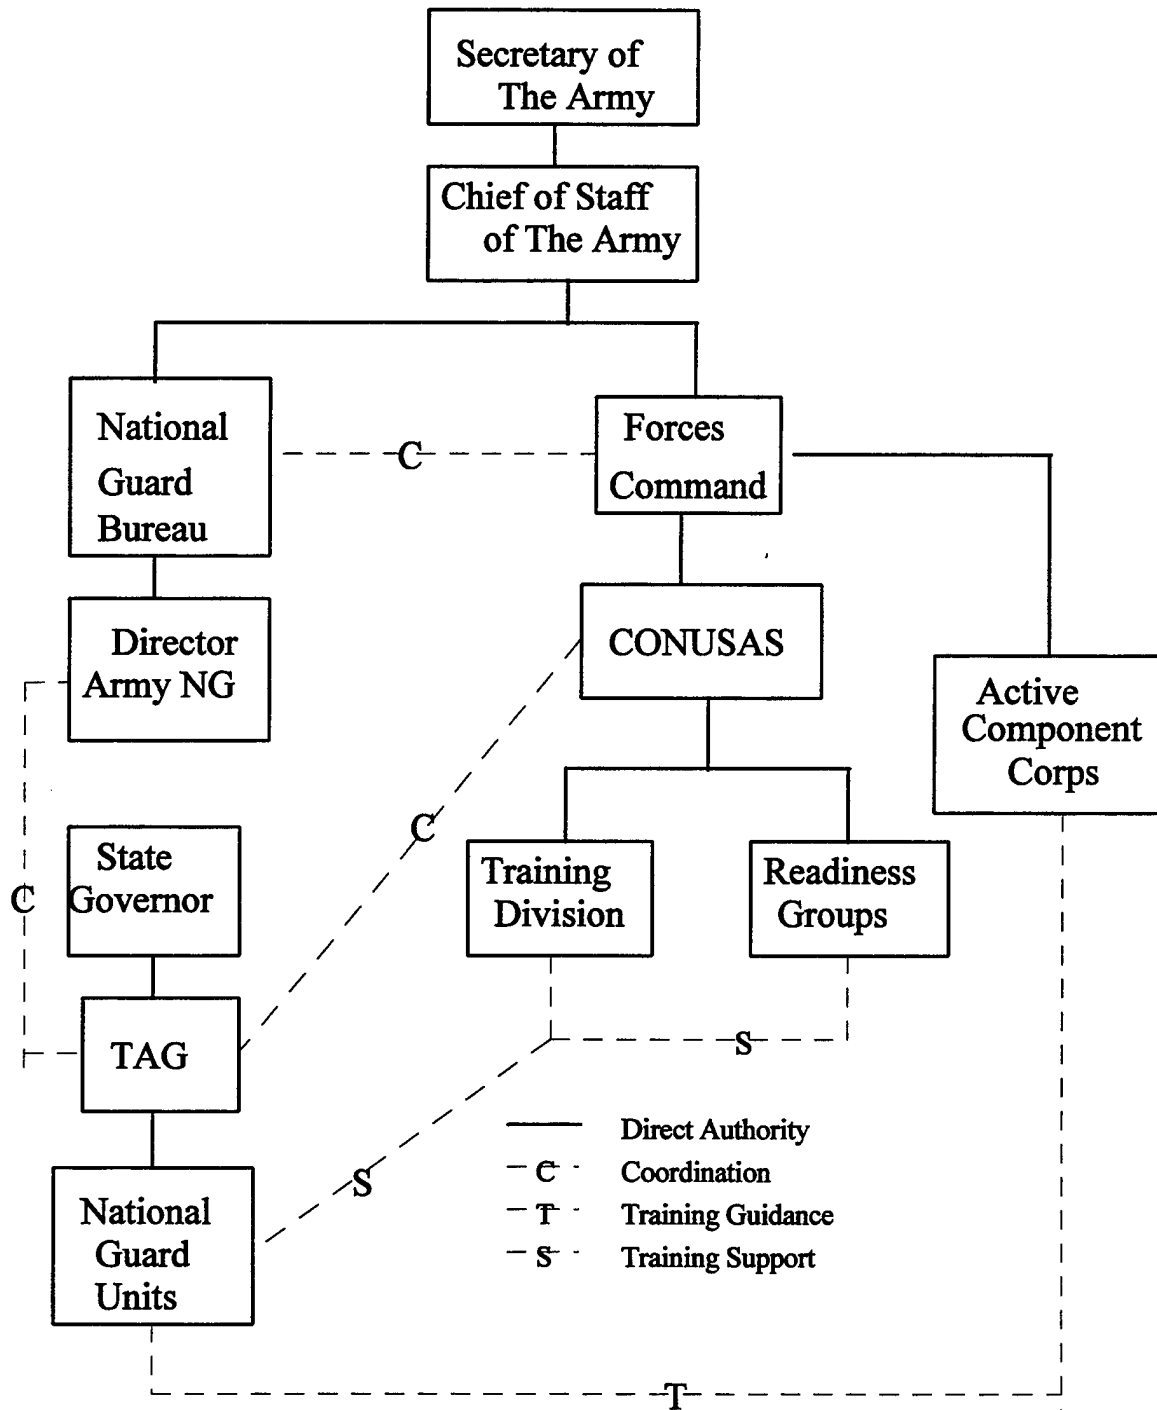 Secretary of
The Army
Chief of Staff
of The Army
National
Guard
Bureau
C
Forces
Command
Director
Army NG
CONUSAS
Active
Component
Corps
C
State
Governor
C
Training
Division
Readiness
Groups
TAG
S
S
National
Guard
Units
Direct Authority
C Coordination
T Training Guidance
S Training Support
T